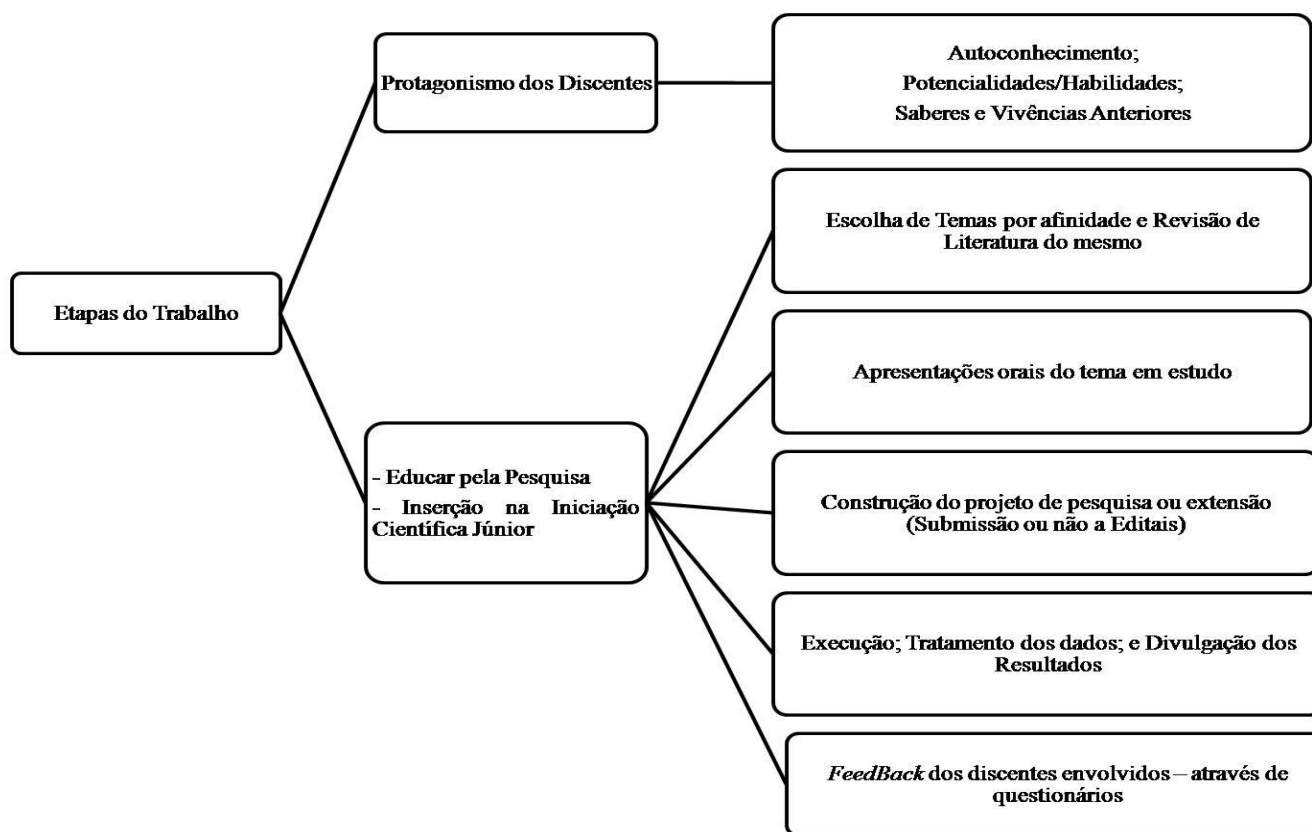 Protagonismo dos Discentes
Autoconhecimento;
Potencialidades/Habilidades;
Saberes e Vivências Anteriores
Escolha de Temas por afinidade e Revisão de
Literatura do mesmo
Etapas do Trabalho
Apresentações orais do tema em estudo
- Educar pela Pesquisa
- Inserção na Iniciação
Científica Júnior
Construção do projeto de pesquisa ou extensão
(Submissão ou não a Editais)
Execução; Tratamento dos dados; e Divulgação dos
Resultados
FeedBack dos discentes envolvidos – através de
questionários